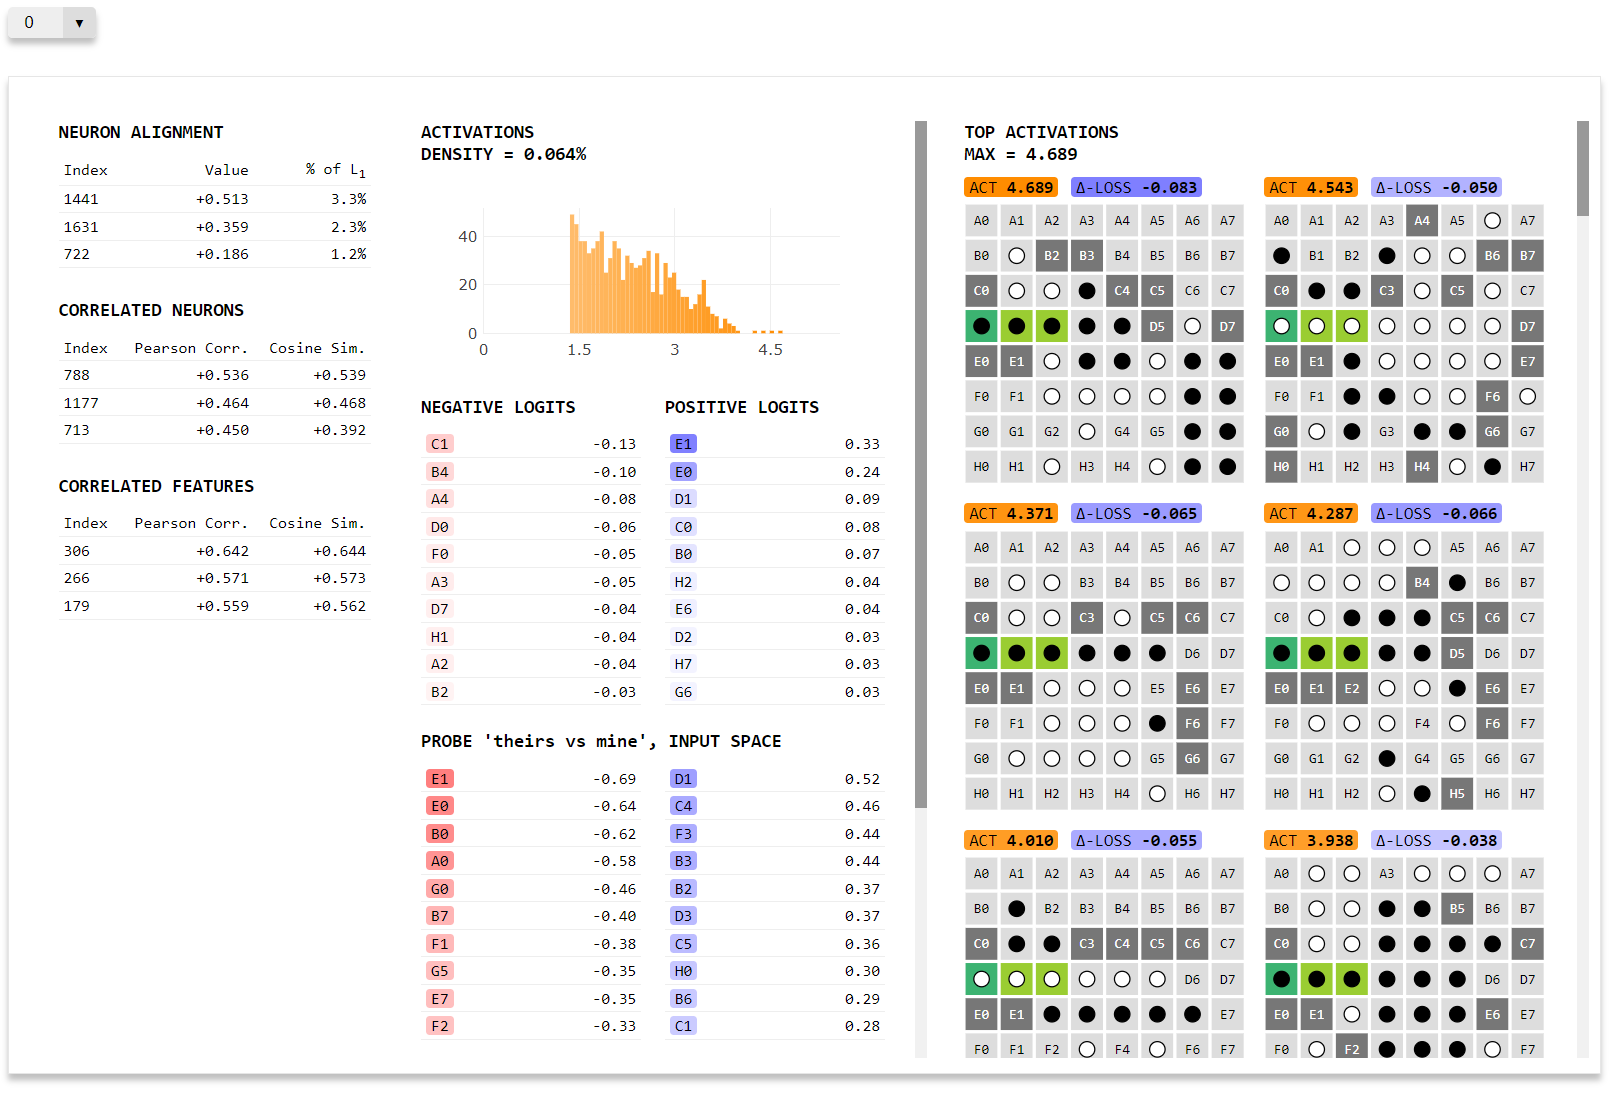 0 ▼
NEURON ALIGNMENT
Index Value % of L1
1441 +0.513 3.3%
1631 +0.359 2.3%
722 +0.186 1.2%
CORRELATED NEURONS
Index Pearson Corr. Cosine Sim.
788 +0.536 +0.539
1177 +0.464 +0.468
713 +0.450 +0.392
CORRELATED FEATURES
Index Pearson Corr. Cosine Sim.
306 +0.642 +0.644
266 +0.571 +0.573
179 +0.559 +0.562
ACTIVATIONS
DENSITY = 0.064%
40
20
0
0 1.5 3 4.5
NEGATIVE LOGITS
C1 -0.13
B4 -0.10
A4 -0.08
D0 -0.06
F0 -0.05
A3 -0.05
D7 -0.04
H1 -0.04
A2 -0.04
B2 -0.03
POSITIVE LOGITS
E1 0.33
E0 0.24
D1 0.09
C0 0.08
B0 0.07
H2 0.04
E6 0.04
D2 0.03
H7 0.03
G6 0.03
PROBE 'theirs vs mine', INPUT SPACE
E1 -0.69
E0 -0.64
B0 -0.62
A0 -0.58
G0 -0.46
B7 -0.40
F1 -0.38
G5 -0.35
E7 -0.35
F2 -0.33
D1 0.52
C4 0.46
F3 0.44
B3 0.44
B2 0.37
D3 0.37
C5 0.36
H0 0.30
B6 0.29
C1 0.28
TOP ACTIVATIONS
MAX = 4.689
ACT 4.689 Δ-LOSS -0.083
A0 A1 A2 A3 A4 A5 A6 A7
B0 B2 B3 B4 B5 B6 B7
C0 C4 C5 C6 C7
D5 D7
E0 E1
F0 F1
G0 G1 G2 G4 G5
H0 H1 H3 H4
ACT 4.543 Δ-LOSS -0.050
A0 A1 A2 A3 A4 A5 A7
B1 B2 B6 B7
C0 C3 C5 C7
D7
E0 E1 E7
F0 F1 F6
G0 G3 G6 G7
H0 H1 H2 H3 H4 H7
ACT 4.371 Δ-LOSS -0.065
A0 A1 A2 A3 A4 A5 A6 A7
B0 B3 B4 B5 B6 B7
C0 C3 C5 C6 C7
D6 D7
E0 E1 E5 E6 E7
F0 F1 F6 F7
G0 G5 G6 G7
H0 H1 H2 H3 H4 H6 H7
ACT 4.287 Δ-LOSS -0.066
A0 A1 A5 A6 A7
B4 B6 B7
C0 C5 C6 C7
D5 D6 D7
E0 E1 E2 E6 E7
F0 F4 F6 F7
G0 G1 G2 G4 G5 G6 G7
H0 H1 H2 H5 H6 H7
ACT 4.010 Δ-LOSS -0.055
A0 A1 A2 A3 A4 A5 A6 A7
B0 B2 B3 B4 B5 B6 B7
C0 C3 C4 C5 C6 C7
D6 D7
E0 E1 E7
F0 F1 F2 F4 F6 F7
ACT 3.938 Δ-LOSS -0.038
A0 A3 A7
B0 B5 B6 B7
C0 C7
D6 D7
E0 E1 E6 E7
F0 F2 F7